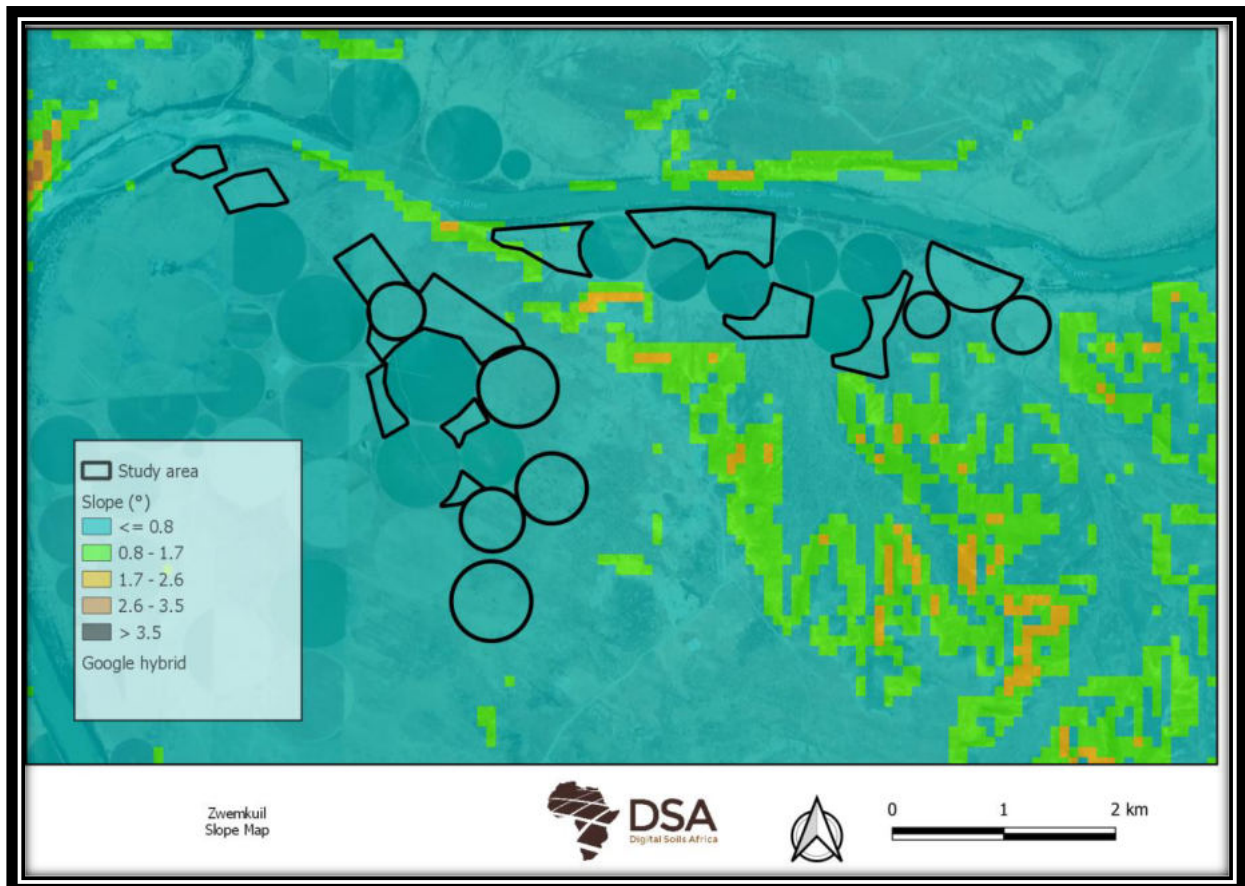 Study area
Slope (°)
<= 0.8
0.8 - 1.7
1.7 - 2.6
2.6 - 3.5
> 3.5
Google hybrid
Zwemkuil
Slope Map
DSA
Digital Soils Africa
0 1 2 km